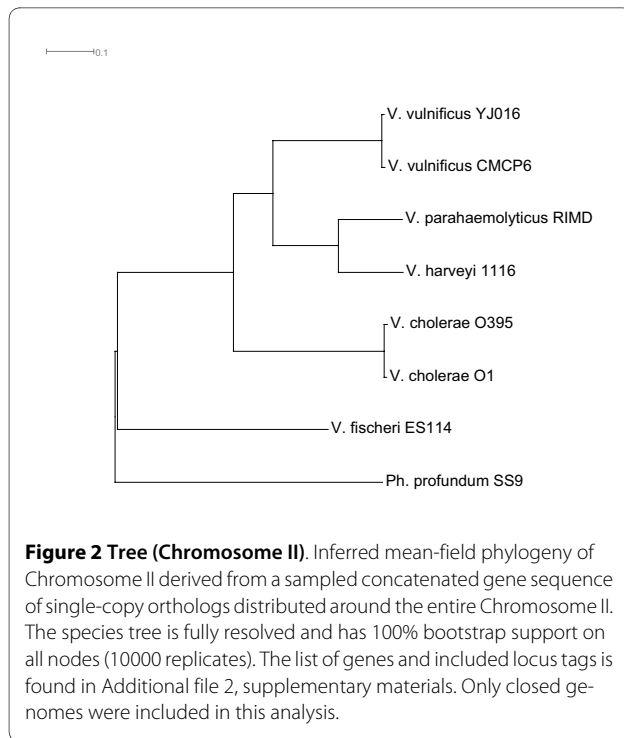 0.1
V. vulnificus YJ016
V. vulnificus CMCP6
V. parahaemolyticus RIMD
V. harveyi 1116
V. cholerae O395
V. cholerae O1
V. fischeri ES114
Ph. profundum SS9
Figure 2 Tree (Chromosome II). Inferred mean-field phylogeny of
Chromosome II derived from a sampled concatenated gene sequence
of single-copy orthologs distributed around the entire Chromosome II.
The species tree is fully resolved and has 100% bootstrap support on
all nodes (10000 replicates). The list of genes and included locus tags is
found in Additional file 2, supplementary materials. Only closed ge-
nomes were included in this analysis.